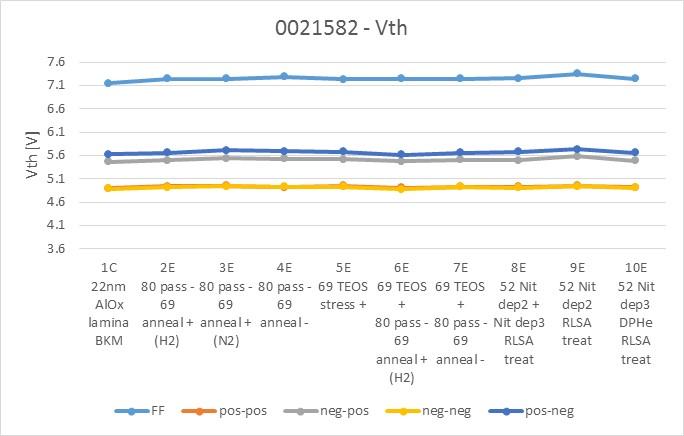 0021582 - Vth
7.6
7.1
6.6
6.1
5.6
5.1
4.6
4.1
3.6
Vth [V]
1C
22nm
AlOx
lamina
BKM
2E
80 pass -
69
anneal +
(H2)
3E
80 pass -
69
anneal +
(N2)
4E
80 pass -
69
anneal -
5E
69 TEOS
stress +
6E
69 TEOS
+
80 pass -
69
anneal +
(H2)
7E
69 TEOS
+
80 pass -
69
anneal -
8E
52 Nit
dep2 +
Nit dep3
RLSA
treat
9E
52 Nit
dep2
RLSA
treat
10E
52 Nit
dep3
DPHe
RLSA
treat
FF
pos-pos
neg-pos
neg-neg
pos-neg